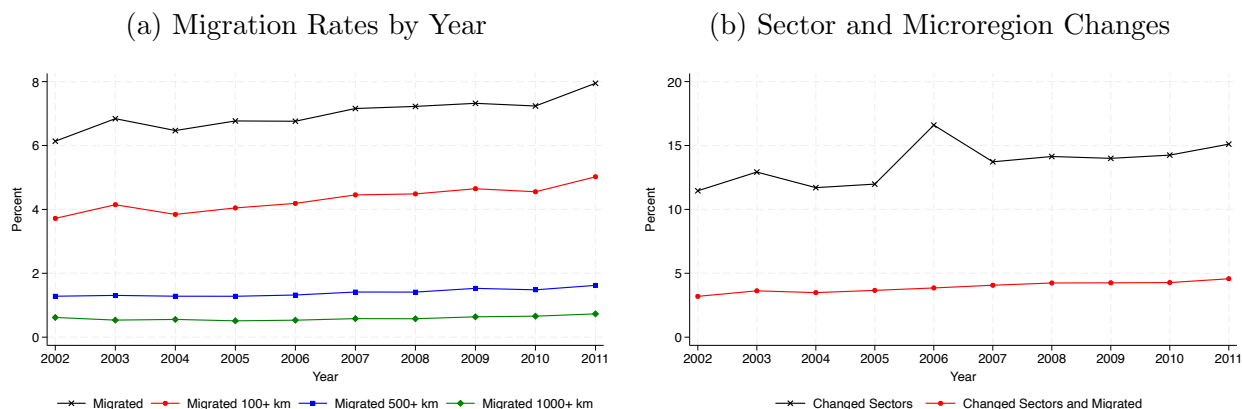 (a) Migration Rates by Year
8
6
4
2
0
Percent
2002 2003 2004 2005 2006 2007 2008 2009 2010 2011
Year
Migrated Migrated 100+ km Migrated 500+ km Migrated 1000+ km
(b) Sector and Microregion Changes
20
15
10
5
0
Percent
2002 2003 2004 2005 2006 2007 2008 2009 2010 2011
Year
Changed Sectors Changed Sectors and Migrated